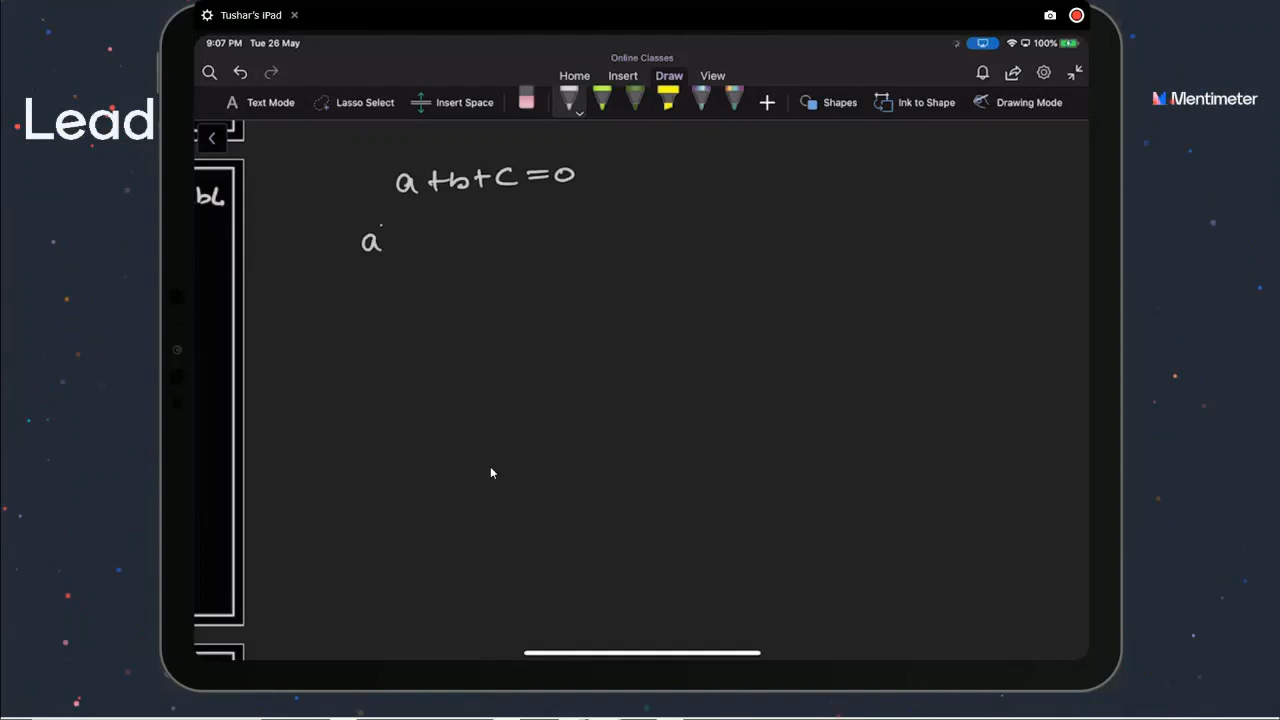 Tushar's iPad
9:07 PM Tue 26 May
100%
Online Classes
Home Insert Draw View
Text Mode Lasso Select Insert Space Shapes Ink to Shape Drawing Mode
Lead
Mentimeter
a + b + c = 0
a